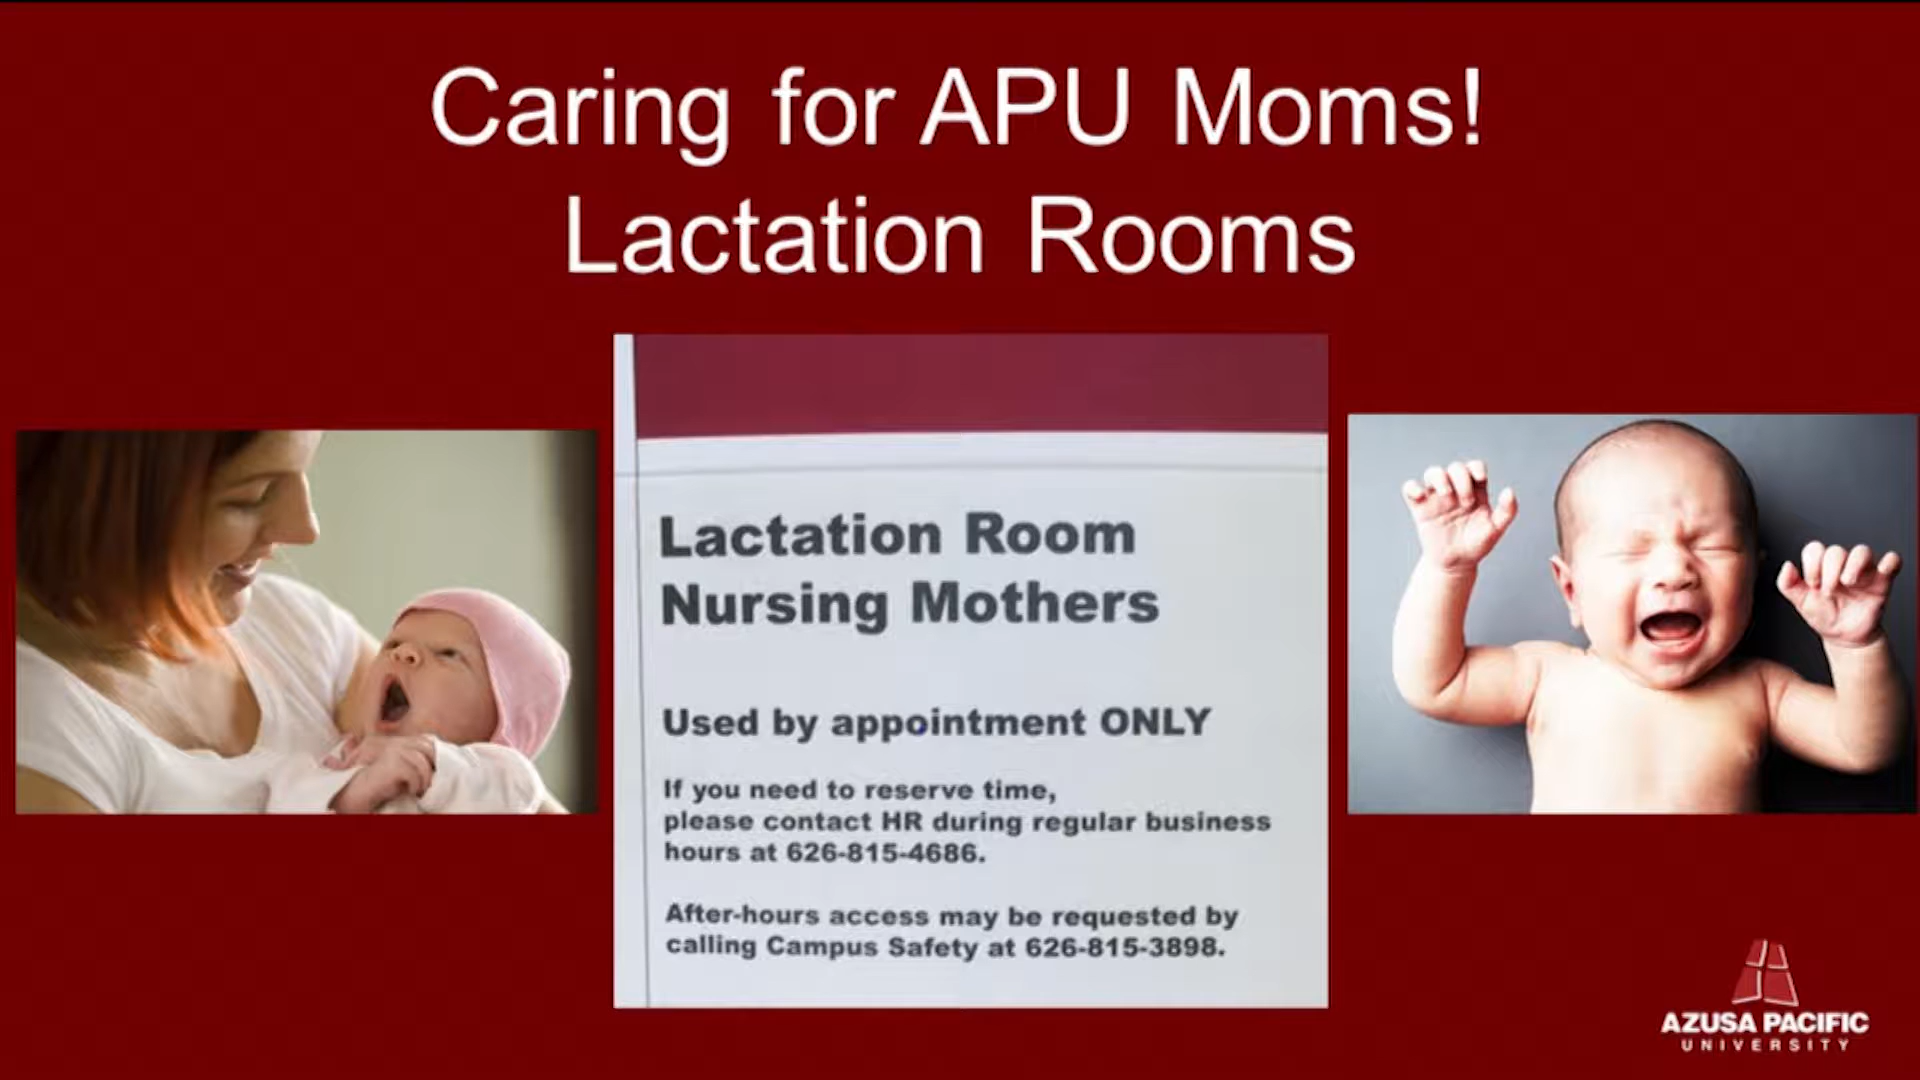 Caring for APU Moms!
Lactation Rooms
Lactation Room
Nursing Mothers
Used by appointment ONLY
If you need to reserve time,
please contact HR during regular business
hours at 626-815-4686.
After-hours access may be requested by
calling Campus Safety at 626-815-3898.
AZUSA PACIFIC
UNIVERSITY